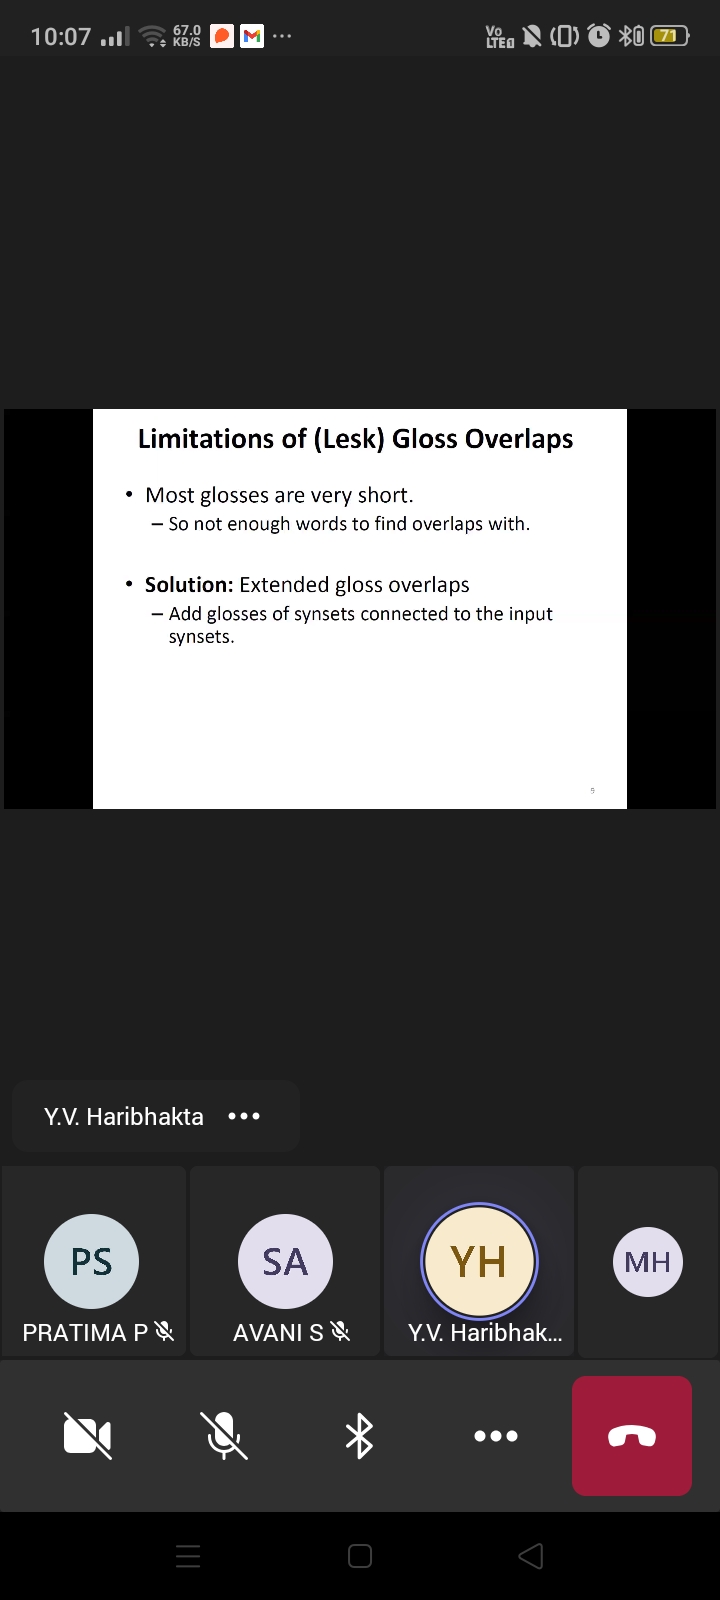 10:07 67.0 KB/S ... Vo LTE 71
Limitations of (Lesk) Gloss Overlaps
• Most glosses are very short.
– So not enough words to find overlaps with.
• Solution: Extended gloss overlaps
– Add glosses of synsets connected to the input
synsets.
9
Y.V. Haribhakta
PS SA YH MH
PRATIMA P AVANI S Y.V. Haribhak...